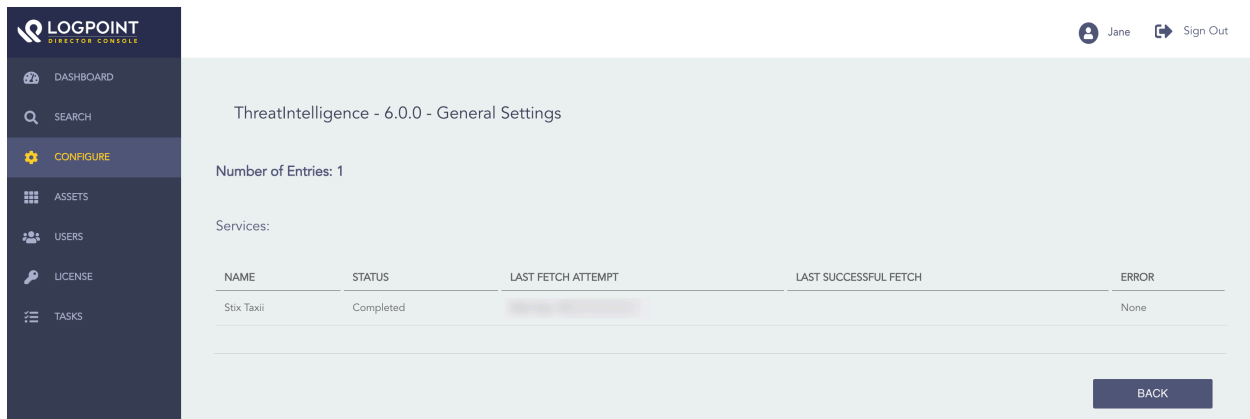 LOGPOINT
DIRECTOR CONSOLE
Jane
Sign Out
DASHBOARD
SEARCH
CONFIGURE
ASSETS
USERS
LICENSE
TASKS
ThreatIntelligence - 6.0.0 - General Settings
Number of Entries: 1
Services:
NAME STATUS LAST FETCH ATTEMPT LAST SUCCESSFUL FETCH ERROR
Stix Taxii Completed None
BACK